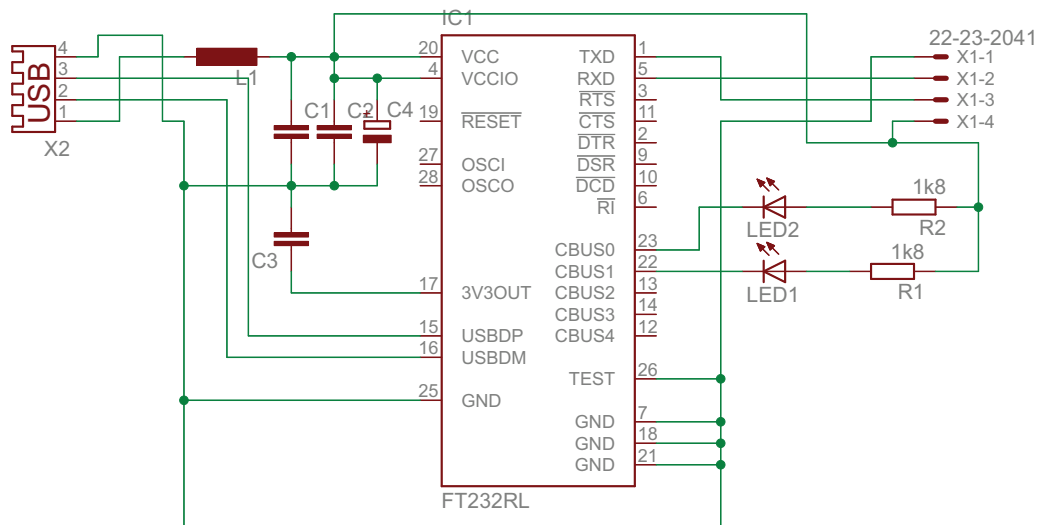 IC1
USB
4
3
2
1
X2
L1
C1
C2
C4
C3
20 VCC
4 VCCIO
19 RESET
27 OSCI
28 OSCO
17 3V3OUT
15 USBDP
16 USBDM
25 GND
TXD 1
RXD 5
RTS 3
CTS 11
DTR 2
DSR 9
DCD 10
RI 6
CBUS0 23
CBUS1 22
CBUS2 13
CBUS3 14
CBUS4 12
TEST 26
GND 7
GND 18
GND 21
FT232RL
22-23-2041
X1-1
X1-2
X1-3
X1-4
LED2
1k8
R2
LED1
1k8
R1